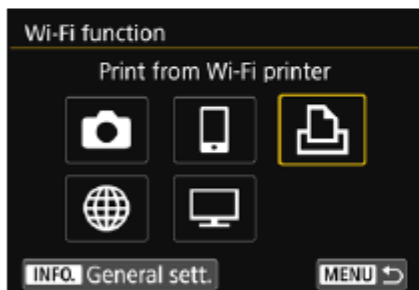 Wi-Fi function
Print from Wi-Fi printer
INFO. General sett.
MENU